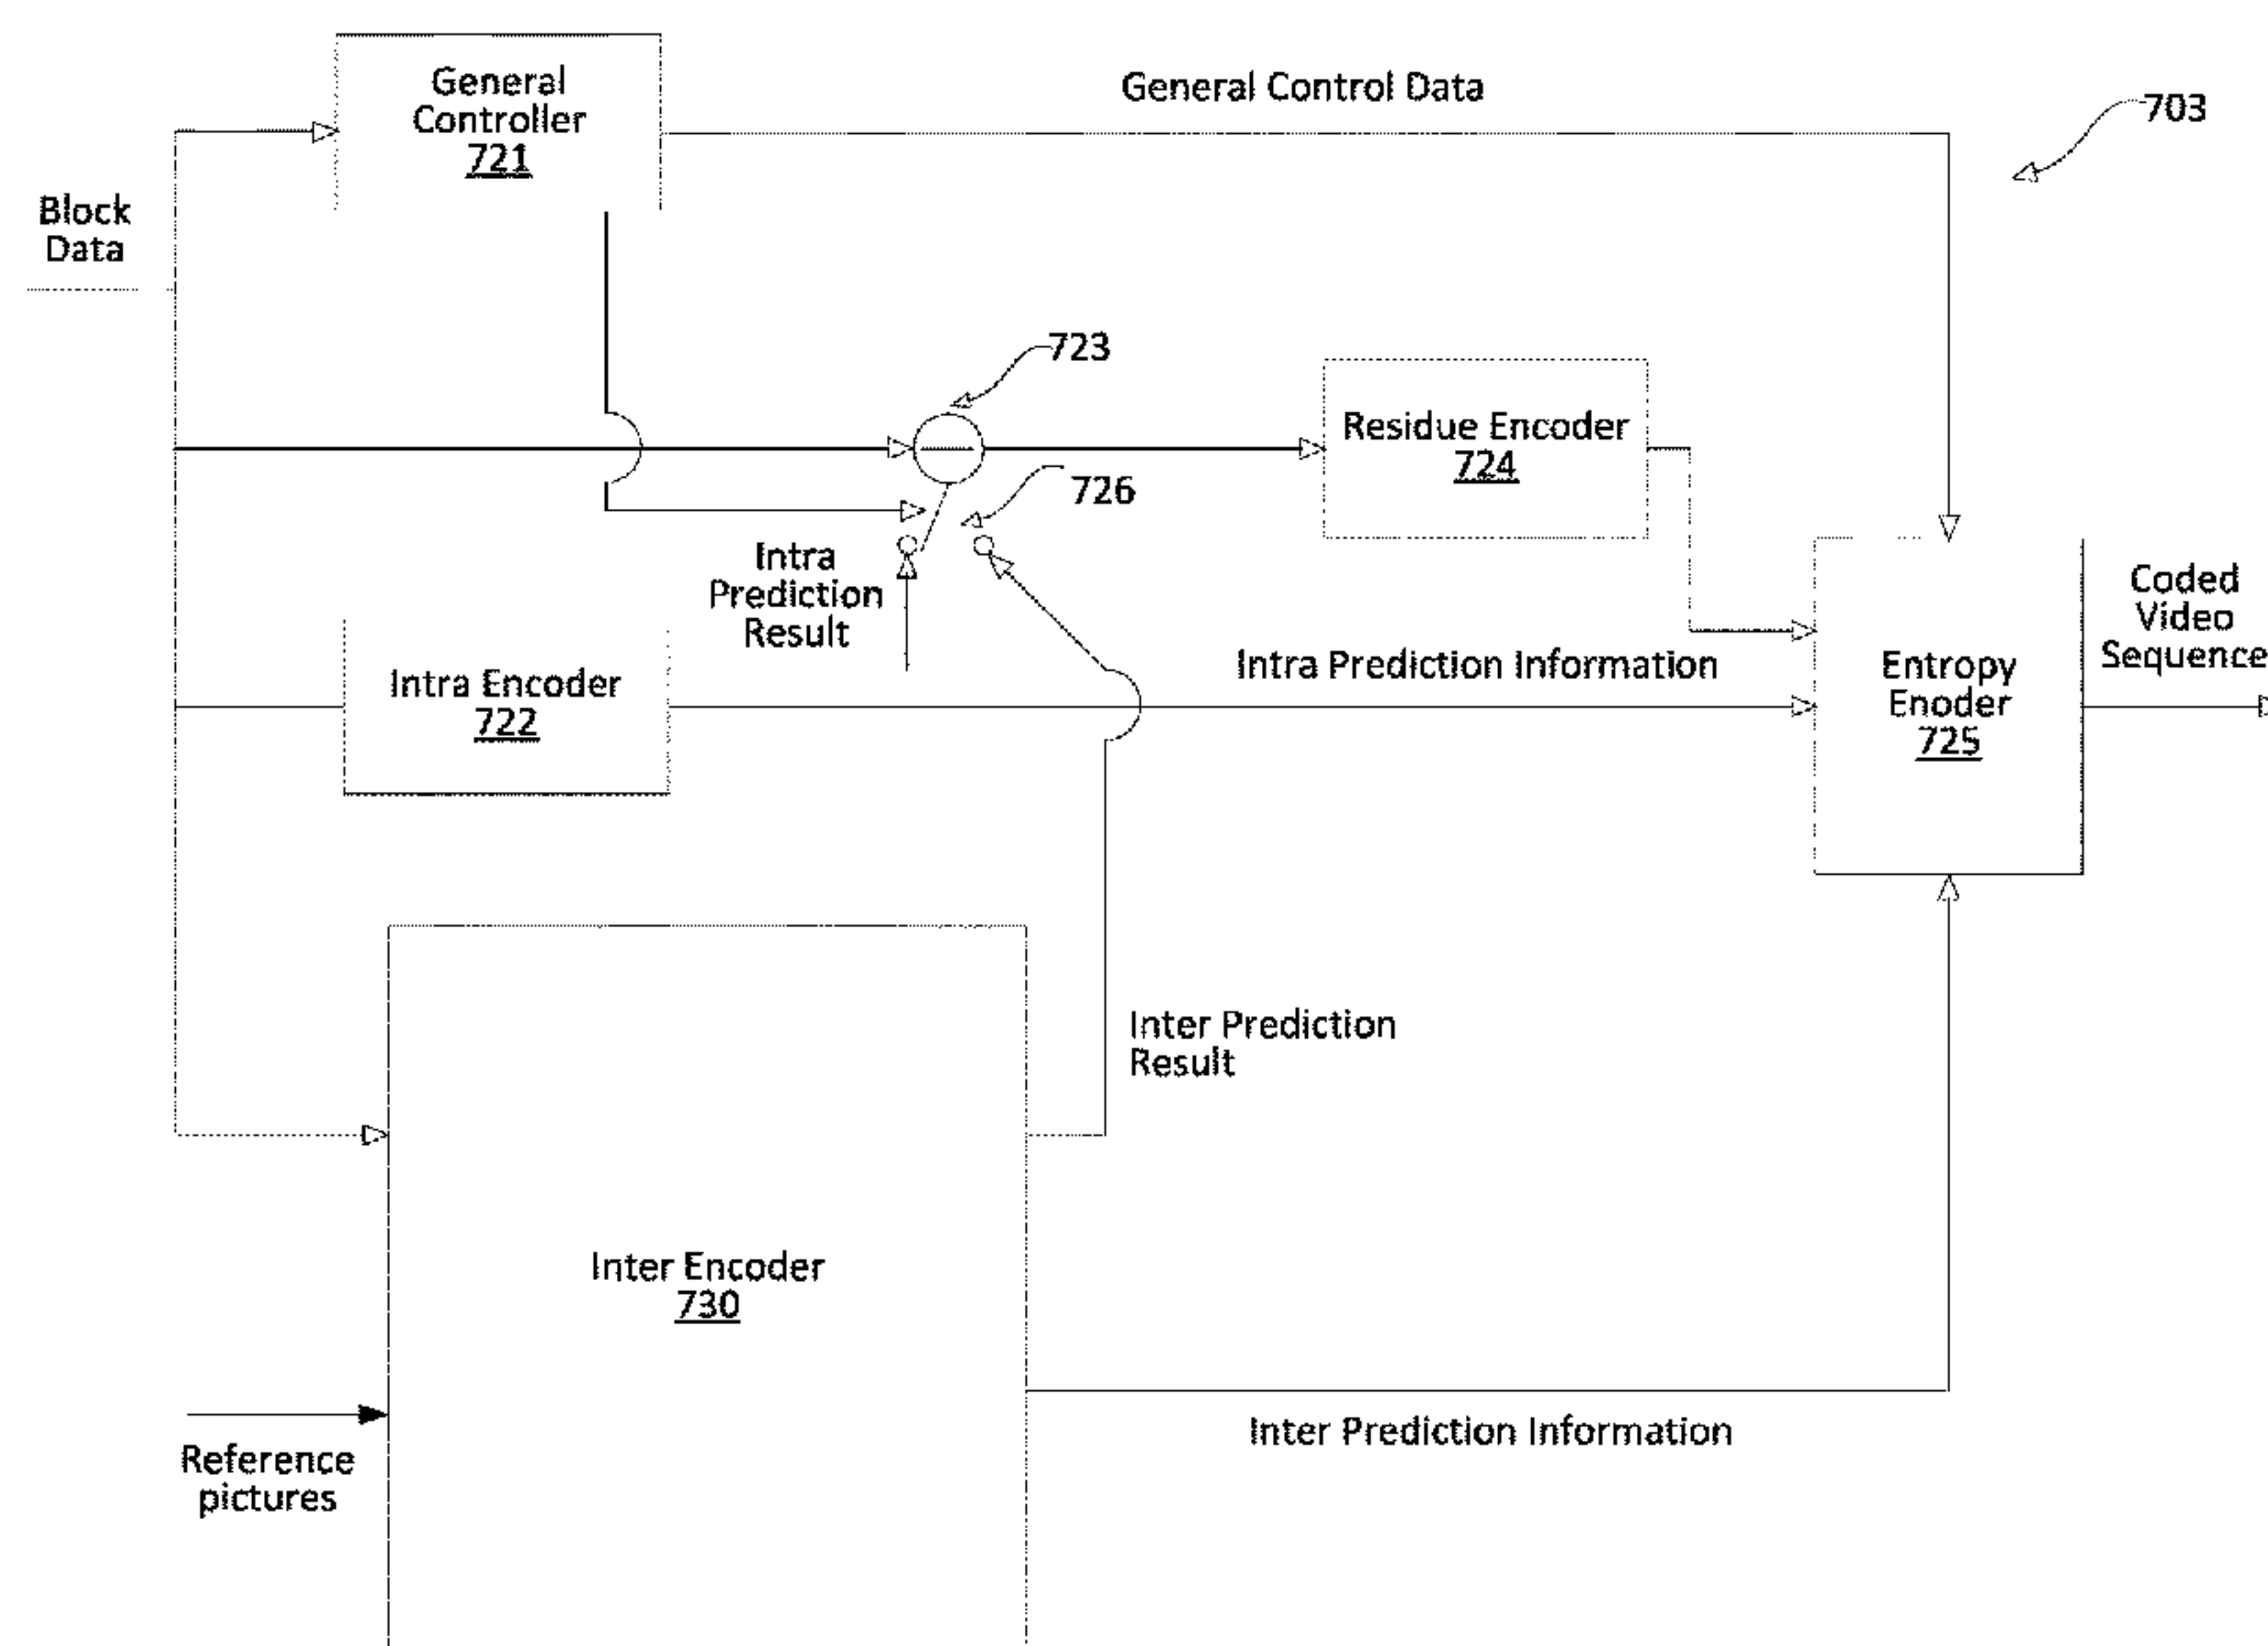 General
Controller
721
General Control Data
703
Block
Data
723
Residue Encoder
724
726
Intra
Prediction
Result
Coded
Video
Sequence
Intra Prediction Information
Entropy
Enoder
725
Intra Encoder
722
Inter Prediction
Result
Inter Encoder
730
Inter Prediction Information
Reference
pictures